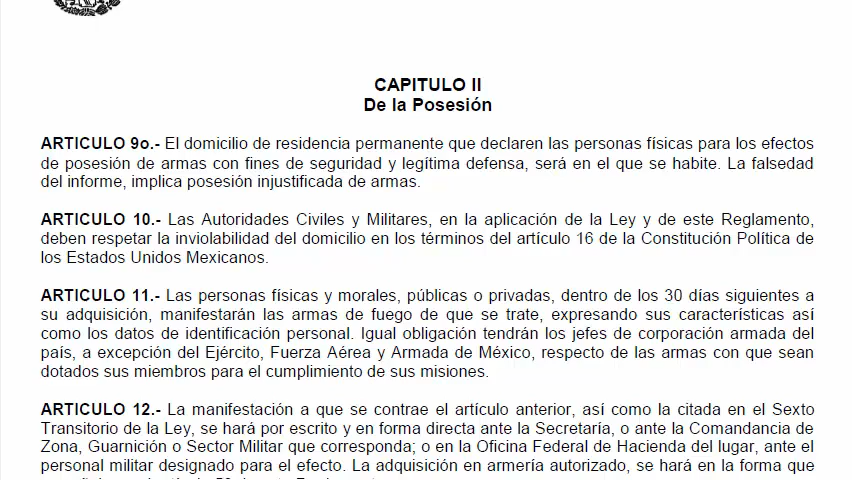 CAPITULO II
De la Posesión
ARTICULO 9o.- El domicilio de residencia permanente que declaren las personas físicas para los efectos
de posesión de armas con fines de seguridad y legítima defensa, será en el que se habite. La falsedad
del informe, implica posesión injustificada de armas.
ARTICULO 10.- Las Autoridades Civiles y Militares, en la aplicación de la Ley y de este Reglamento,
deben respetar la inviolabilidad del domicilio en los términos del artículo 16 de la Constitución Política de
los Estados Unidos Mexicanos.
ARTICULO 11.- Las personas físicas y morales, públicas o privadas, dentro de los 30 días siguientes a
su adquisición, manifestarán las armas de fuego de que se trate, expresando sus características así
como los datos de identificación personal. Igual obligación tendrán los jefes de corporación armada del
país, a excepción del Ejército, Fuerza Aérea y Armada de México, respecto de las armas con que sean
dotados sus miembros para el cumplimiento de sus misiones.
ARTICULO 12.- La manifestación a que se contrae el artículo anterior, así como la citada en el Sexto
Transitorio de la Ley, se hará por escrito y en forma directa ante la Secretaría, o ante la Comandancia de
Zona, Guarnición o Sector Militar que corresponda; o en la Oficina Federal de Hacienda del lugar, ante el
personal militar designado para el efecto. La adquisición en armería autorizado, se hará en la forma que